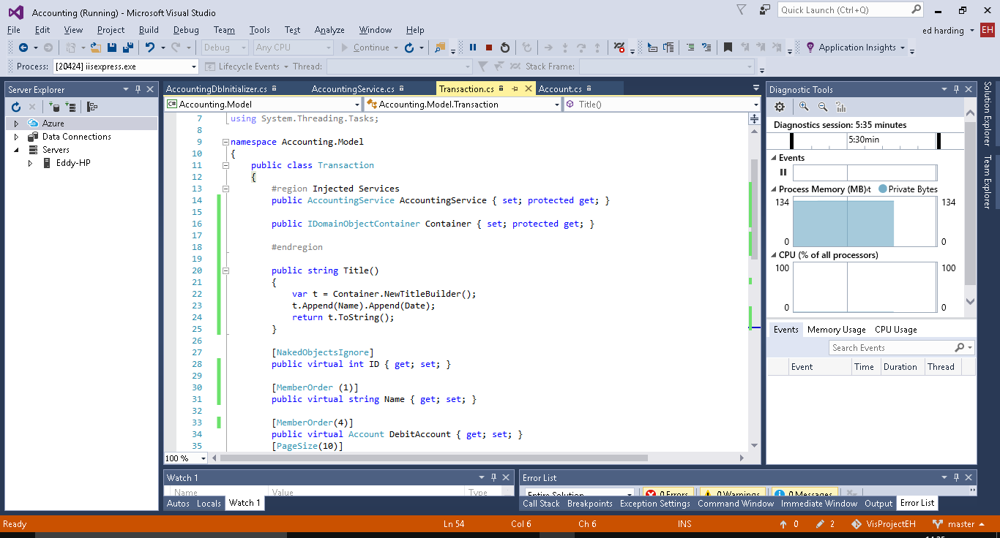 Accounting (Running) - Microsoft Visual Studio
Quick Launch (Ctrl+Q)
File Edit View Project Build Debug Team Tools Test Analyze Window Help
ed harding EH
Debug Any CPU Continue Application Insights
Process: [20424] iisexpress.exe Lifecycle Events Thread: Stack Frame:
Server Explorer
Azure
Data Connections
Servers
Eddy-HP
AccountingDbInitializer.cs AccountingService.cs Transaction.cs Account.cs
C# Accounting.Model Accounting.Model.Transaction Title()
7 using System.Threading.Tasks;
8
9 namespace Accounting.Model
10 {
11 public class Transaction
12 {
13 #region Injected Services
14 public AccountingService AccountingService { set; protected get; }
15
16 public IDomainObjectContainer Container { set; protected get; }
17
18 #endregion
19
20 public string Title()
21 {
22 var t = Container.NewTitleBuilder();
23 t.Append(Name).Append(Date);
24 return t.ToString();
25 }
26
27 [NakedObjectsIgnore]
28 public virtual int ID { get; set; }
29
30 [MemberOrder (1)]
31 public virtual string Name { get; set; }
32
33 [MemberOrder(4)]
34 public virtual Account DebitAccount { get; set; }
35 [PageSize(10)]
100 %
Diagnostic Tools
Diagnostics session: 5:35 minutes
5:30min
Events
Process Memory (MB)t Private Bytes
134 134
0 0
CPU (% of all processors)
100 100
0 0
Events Memory Usage CPU Usage
Search Events
Event Time Duration Thread
Solution Explorer
Team Explorer
Watch 1
Name Value Type
Autos Locals Watch 1
Error List
Entire Solution 0 Errors 0 Warnings 0 Messages
Call Stack Breakpoints Exception Settings Command Window Immediate Window Output Error List
Ready Ln 54 Col 6 Ch 6 INS 0 2 VisProjectEH master